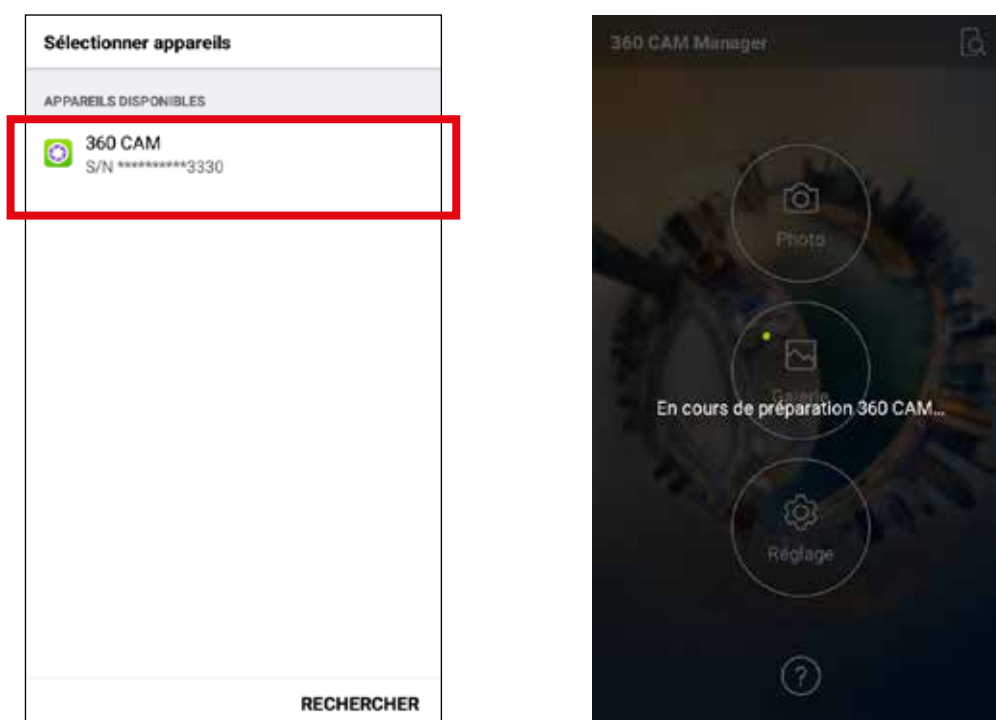 Sélectionner appareils
APPAREILS DISPONIBLES
360 CAM
S/N **********3330
RECHERCHER
360 CAM Manager
Photo
Galerie
En cours de préparation 360 CAM...
Réglage
?